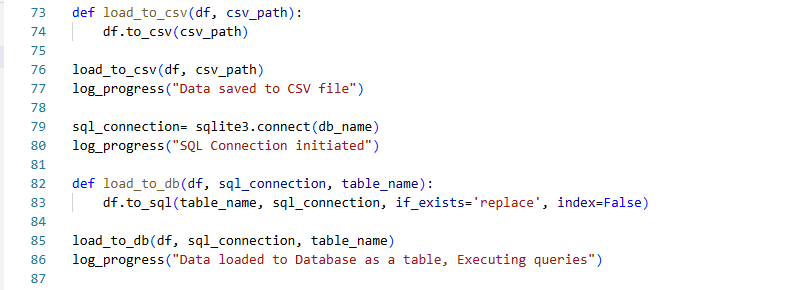 73 def load_to_csv(df, csv_path):
74     df.to_csv(csv_path)
75
76 load_to_csv(df, csv_path)
77 log_progress("Data saved to CSV file")
78
79 sql_connection= sqlite3.connect(db_name)
80 log_progress("SQL Connection initiated")
81
82 def load_to_db(df, sql_connection, table_name):
83     df.to_sql(table_name, sql_connection, if_exists='replace', index=False)
84
85 load_to_db(df, sql_connection, table_name)
86 log_progress("Data loaded to Database as a table, Executing queries")
87